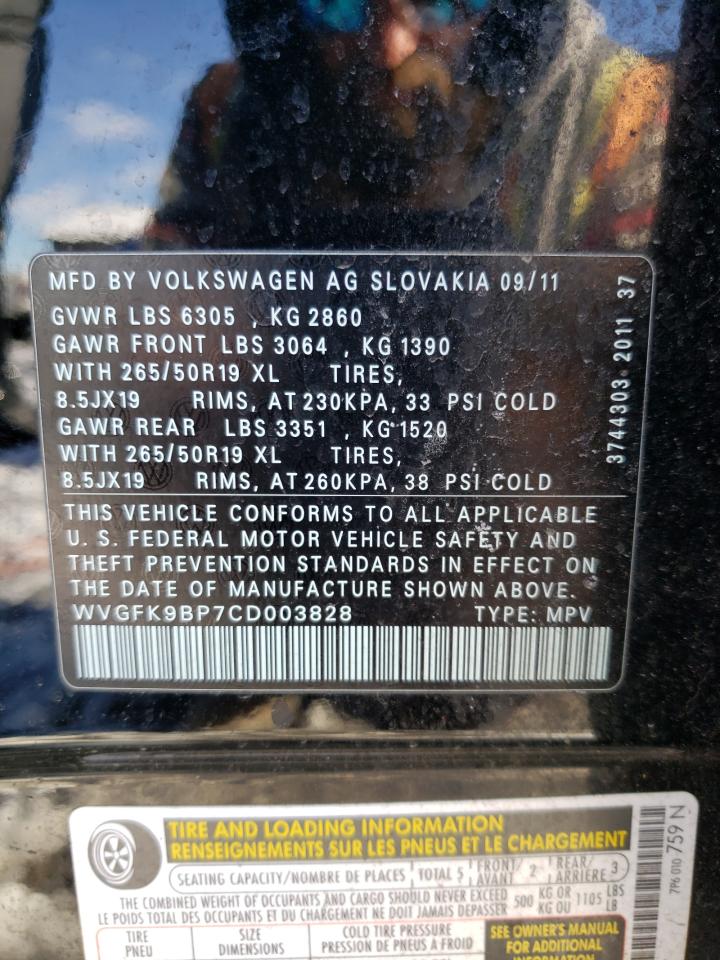 MFD BY VOLKSWAGEN AG SLOVAKIA 09/11
GVWR LBS 6305 , KG 2860
GAWR FRONT LBS 3064 , KG 1390
WITH 265/50R19 XL TIRES,
8.5JX19 RIMS, AT 230KPA, 33 PSI COLD
GAWR REAR LBS 3351 , KG 1520
WITH 265/50R19 XL TIRES,
8.5JX19 RIMS, AT 260KPA, 38 PSI COLD
3744303 2011 37
THIS VEHICLE CONFORMS TO ALL APPLICABLE
U. S. FEDERAL MOTOR VEHICLE SAFETY AND
THEFT PREVENTION STANDARDS IN EFFECT ON
THE DATE OF MANUFACTURE SHOWN ABOVE.
WVGFK9BP7CD003828 TYPE: MPV
TIRE AND LOADING INFORMATION
RENSEIGNEMENTS SUR LES PNEUS ET LE CHARGEMENT
SEATING CAPACITY/NOMBRE DE PLACES TOTAL 5 FRONT/AVANT 2 REAR/ARRIÈRE 3
THE COMBINED WEIGHT OF OCCUPANTS AND CARGO SHOULD NEVER EXCEED 500 KG OR 1105 LBS
LE POIDS TOTAL DES OCCUPANTS ET DU CHARGEMENT NE DOIT JAMAIS DEPASSER KG OU LB
TIRE SIZE COLD TIRE PRESSURE
PNEU DIMENSIONS PRESSION DE PNEUS A FROID
SEE OWNER'S MANUAL
FOR ADDITIONAL
INFORMATION
7P6 010 759 N